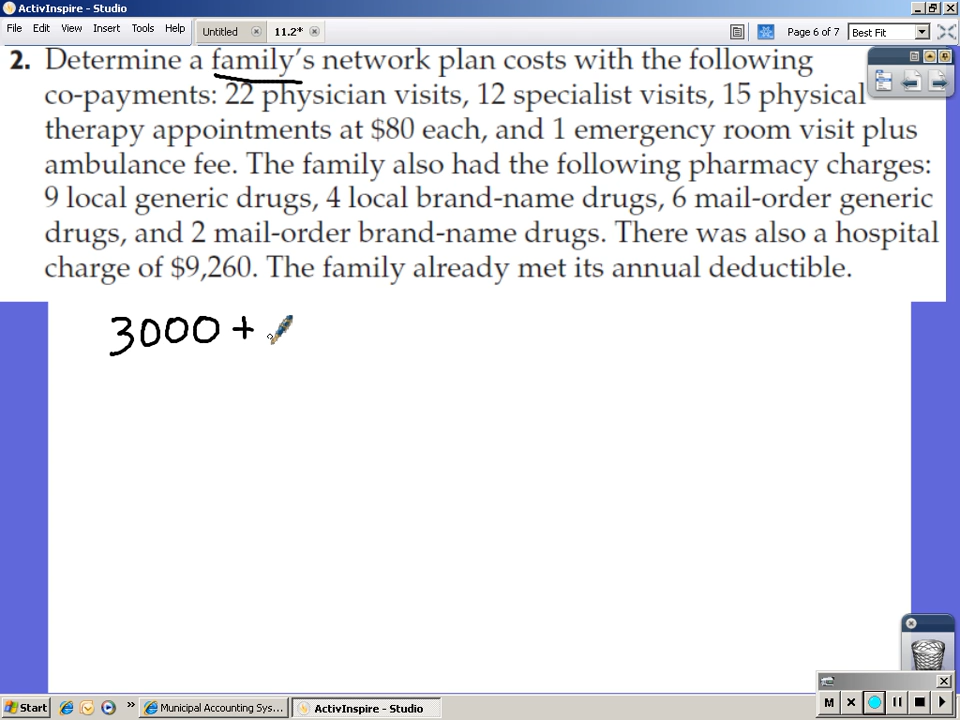 ActivInspire - Studio
File Edit View Insert Tools Help
Untitled 11.2* Page 6 of 7 Best Fit
2. Determine a family's network plan costs with the following
co-payments: 22 physician visits, 12 specialist visits, 15 physical
therapy appointments at $80 each, and 1 emergency room visit plus
ambulance fee. The family also had the following pharmacy charges:
9 local generic drugs, 4 local brand-name drugs, 6 mail-order generic
drugs, and 2 mail-order brand-name drugs. There was also a hospital
charge of $9,260. The family already met its annual deductible.
3000 +
M
Start Municipal Accounting Sys... ActivInspire - Studio